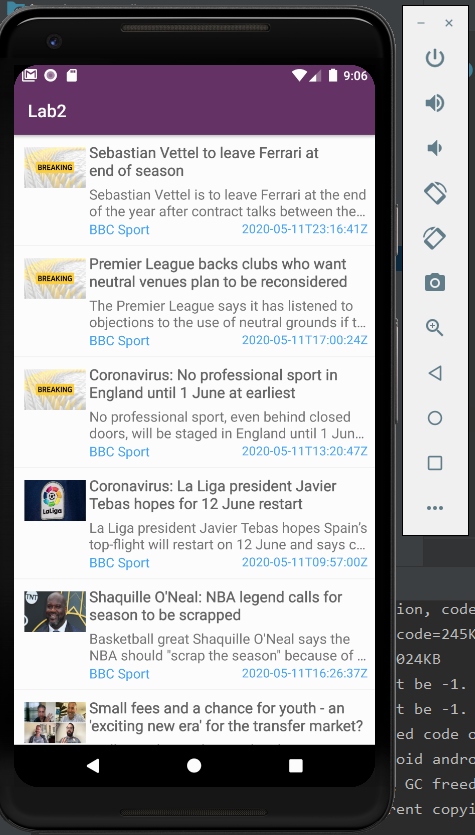 9:06
Lab2
BREAKING
Sebastian Vettel to leave Ferrari at
end of season
Sebastian Vettel is to leave Ferrari at the end
of the year after contract talks between the…
BBC Sport 2020-05-11T23:16:41Z
BREAKING
Premier League backs clubs who want
neutral venues plan to be reconsidered
The Premier League says it has listened to
objections to the use of neutral grounds if t…
BBC Sport 2020-05-11T17:00:24Z
BREAKING
Coronavirus: No professional sport in
England until 1 June at earliest
No professional sport, even behind closed
doors, will be staged in England until 1 Jun…
BBC Sport 2020-05-11T13:20:47Z
LaLiga
Coronavirus: La Liga president Javier
Tebas hopes for 12 June restart
La Liga president Javier Tebas hopes Spain's
top-flight will restart on 12 June and says c…
BBC Sport 2020-05-11T09:57:00Z
TNT
Shaquille O'Neal: NBA legend calls for
season to be scrapped
Basketball great Shaquille O'Neal says the
NBA should "scrap the season" because of …
BBC Sport 2020-05-11T16:26:37Z
Small fees and a chance for youth - an
'exciting new era' for the transfer market?
ion, code
code=245K
024KB
t be -1.
t be -1.
ed code o
oid andro
GC freed
rent copyi